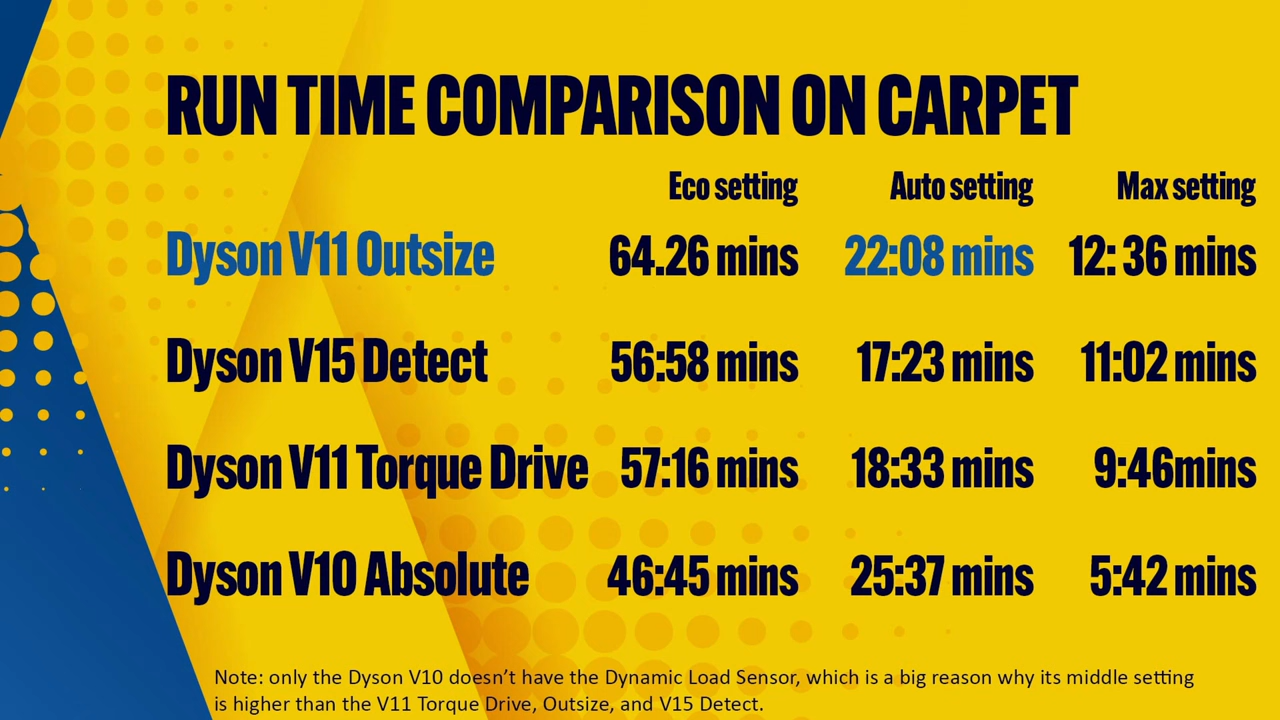 RUN TIME COMPARISON ON CARPET
Eco setting Auto setting Max setting
Dyson V11 Outsize 64.26 mins 22:08 mins 12: 36 mins
Dyson V15 Detect 56:58 mins 17:23 mins 11:02 mins
Dyson V11 Torque Drive 57:16 mins 18:33 mins 9:46mins
Dyson V10 Absolute 46:45 mins 25:37 mins 5:42 mins
Note: only the Dyson V10 doesn’t have the Dynamic Load Sensor, which is a big reason why its middle setting
is higher than the V11 Torque Drive, Outsize, and V15 Detect.